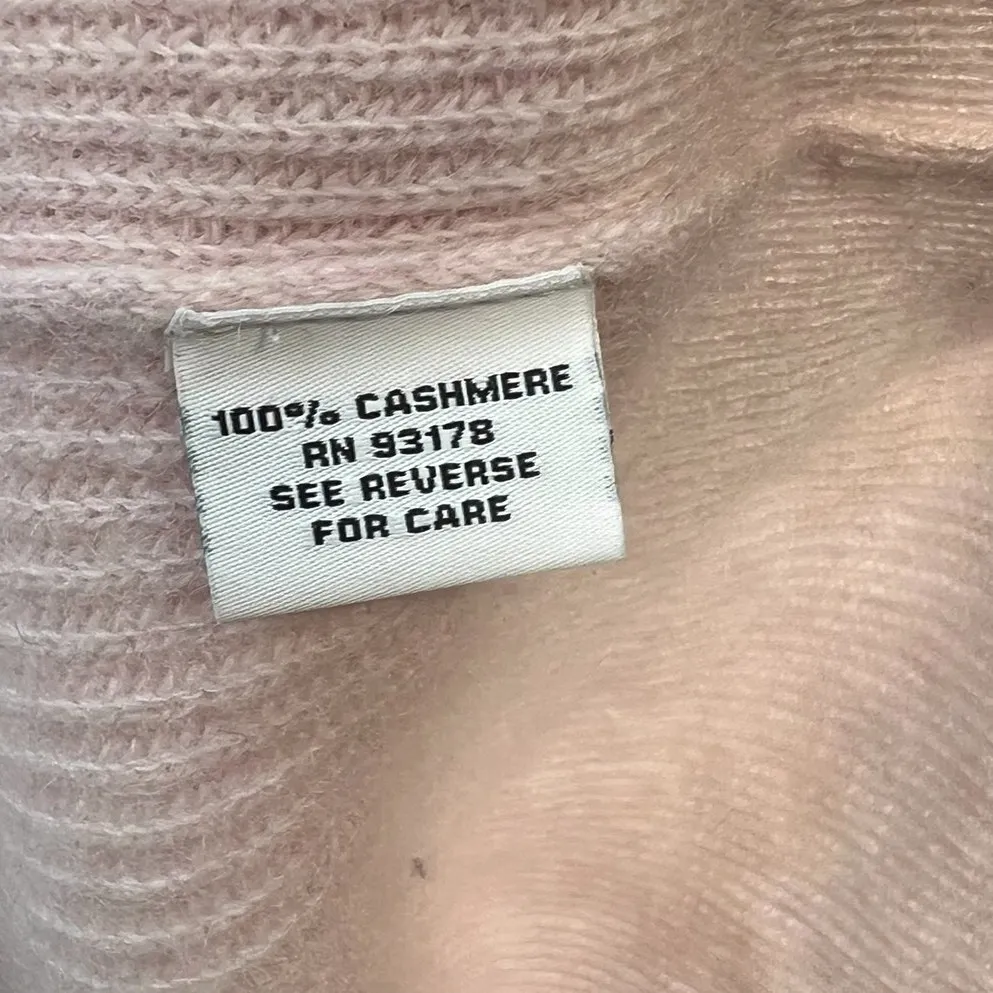 100% CASHMERE
RN 93178
SEE REVERSE
FOR CARE